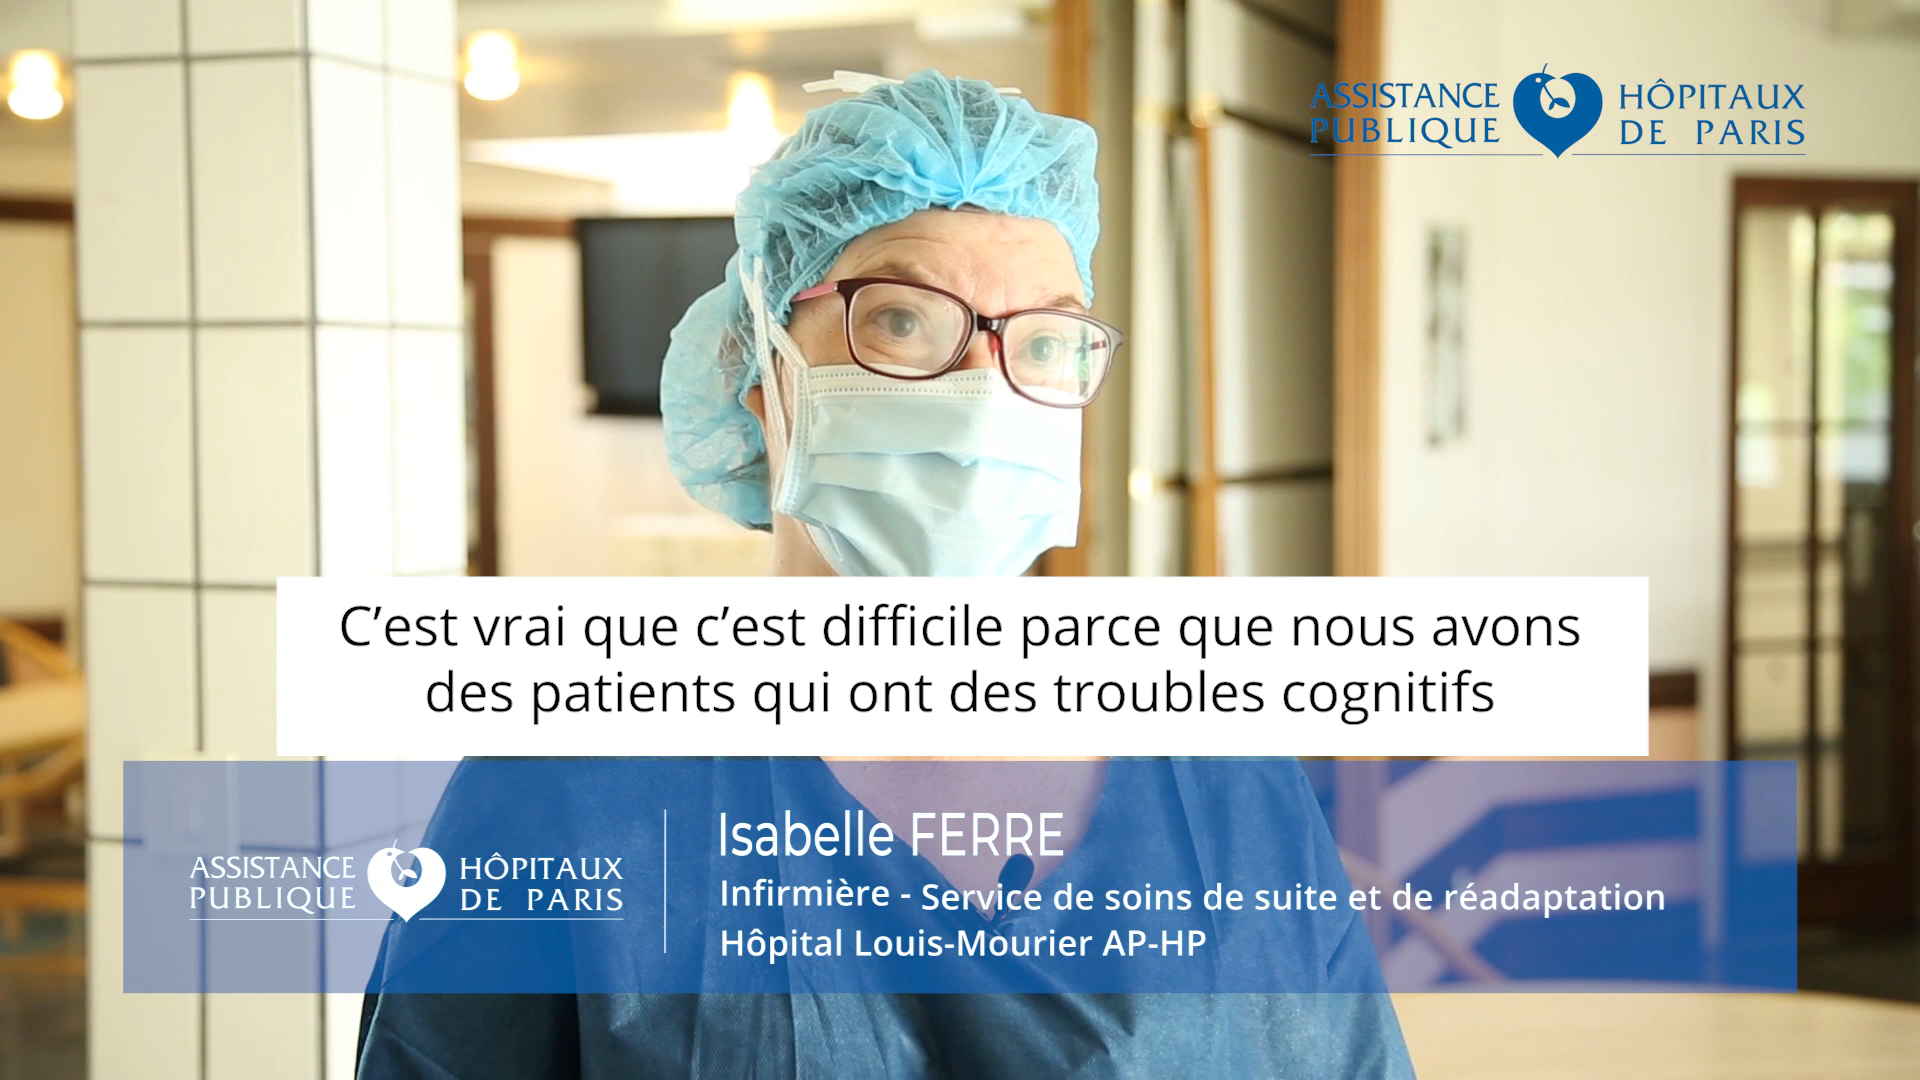 ASSISTANCE HÔPITAUX
PUBLIQUE DE PARIS
C’est vrai que c’est difficile parce que nous avons
des patients qui ont des troubles cognitifs
ASSISTANCE HÔPITAUX
PUBLIQUE DE PARIS
Isabelle FERRE
Infirmière - Service de soins de suite et de réadaptation
Hôpital Louis-Mourier AP-HP